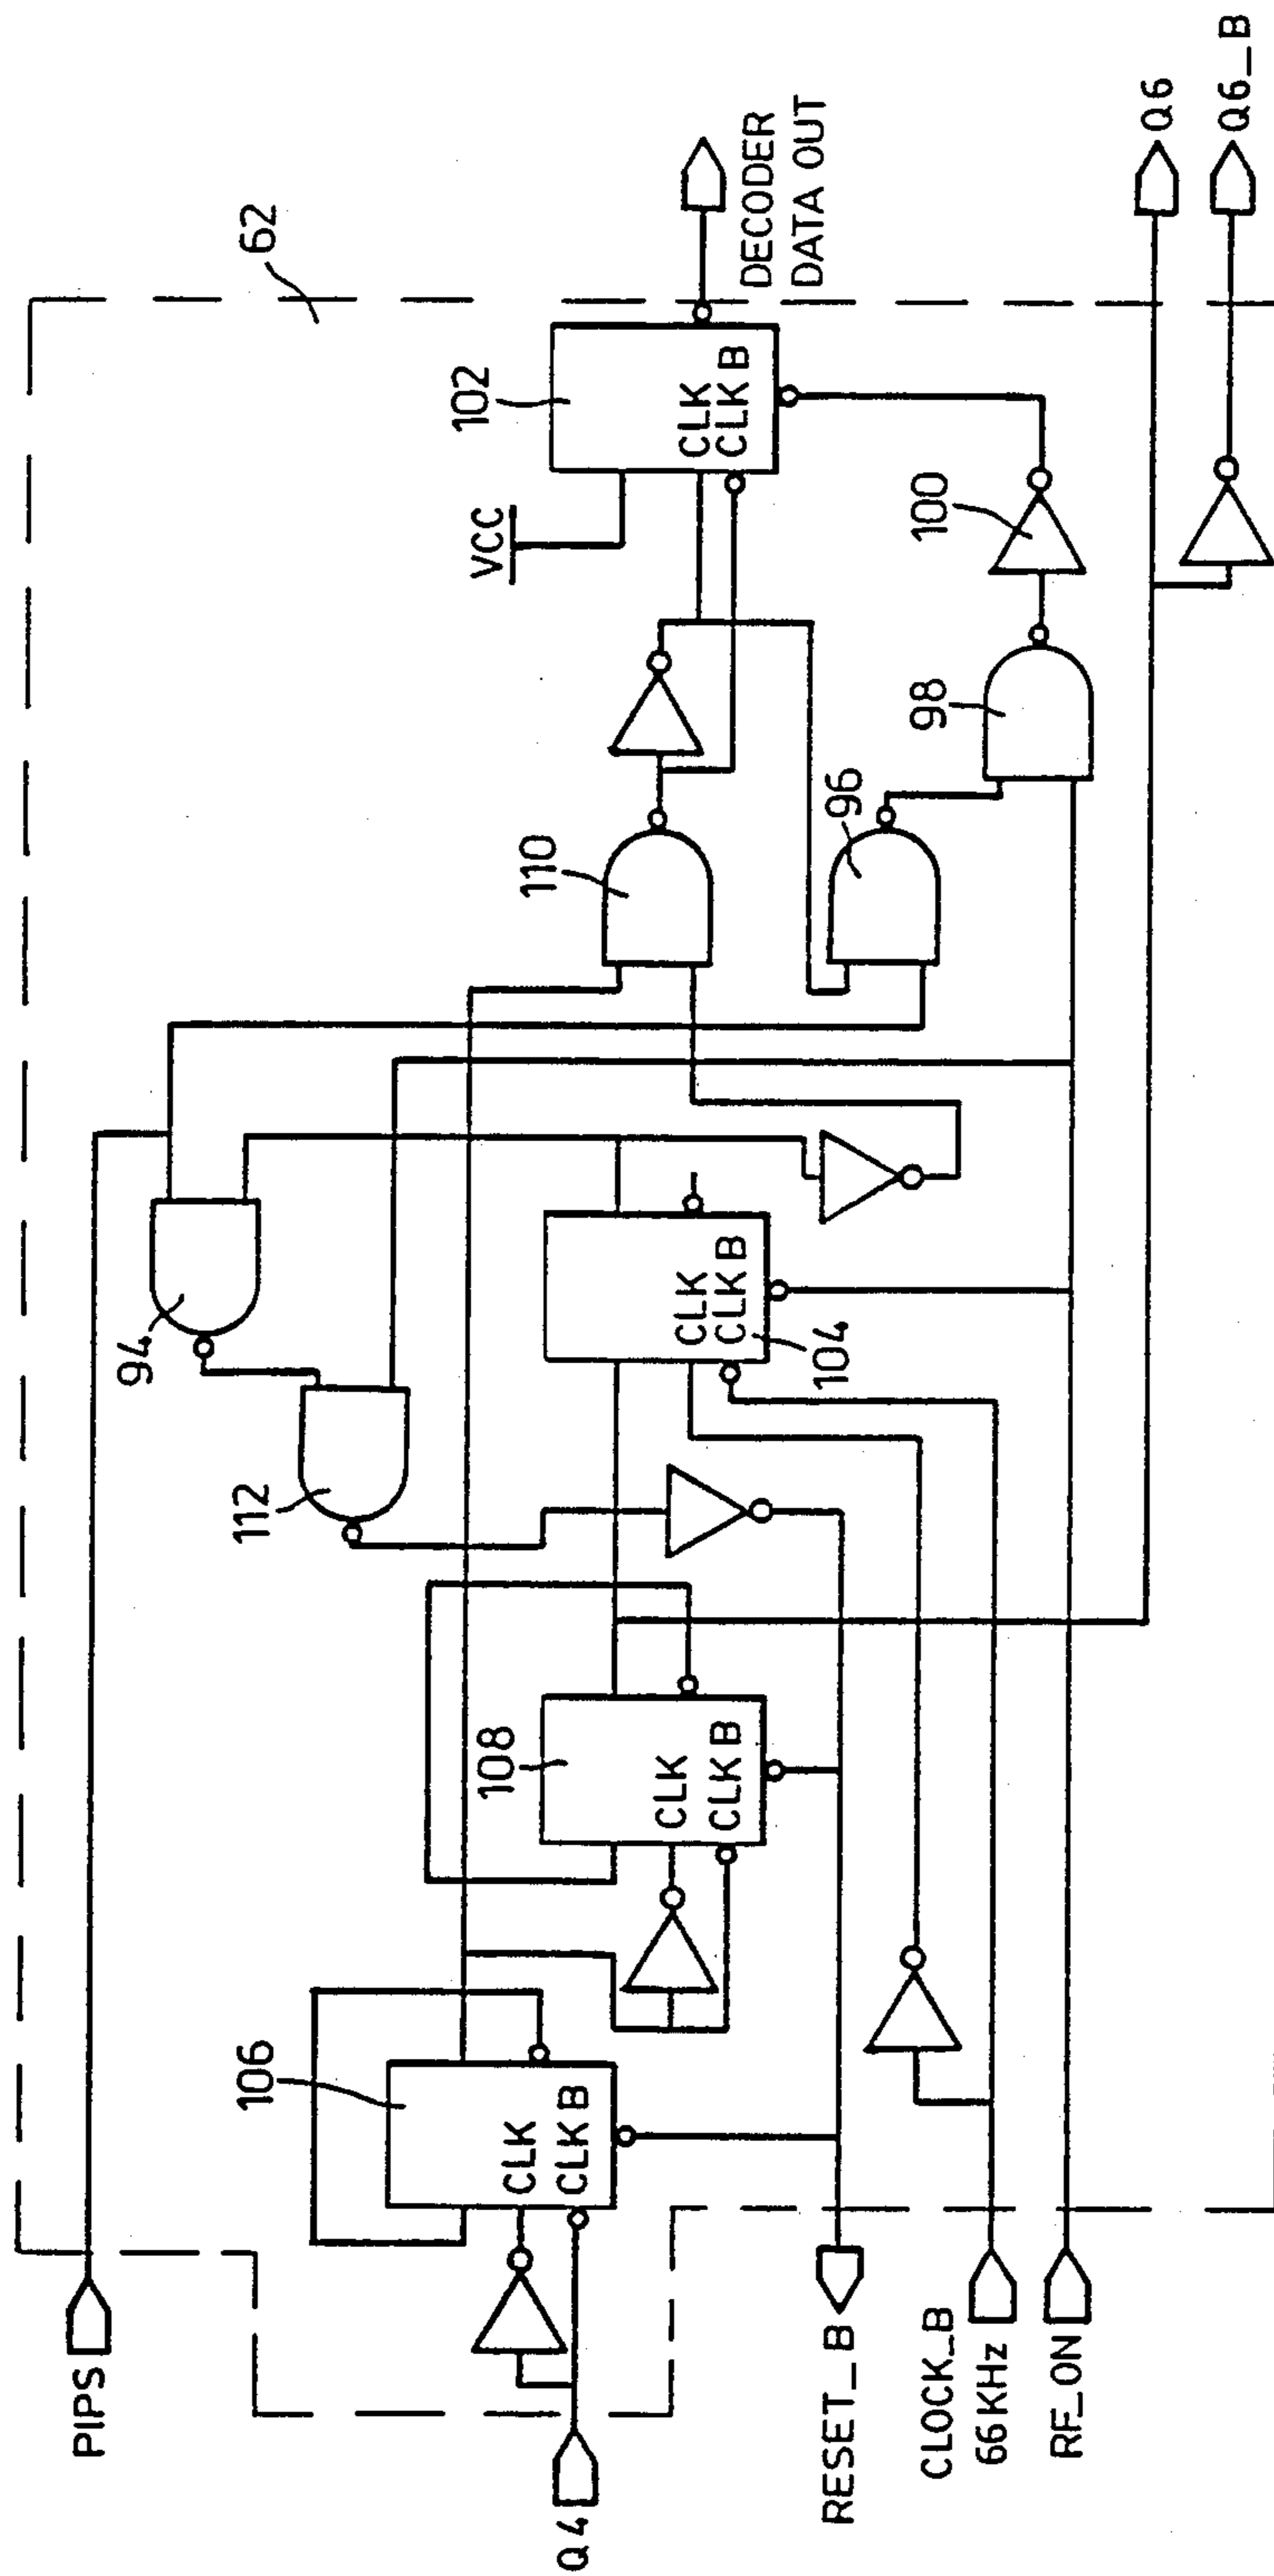 PIPS
Q4
RESET_B
CLOCK_B
66KHz
RF_ON
106
CLK
CLK B
108
CLK
CLK B
112
94
CLK
CLK B
104
110
96
98
100
VCC
102
CLK
CLK B
62
DECODER
DATA OUT
Q6
Q6_B